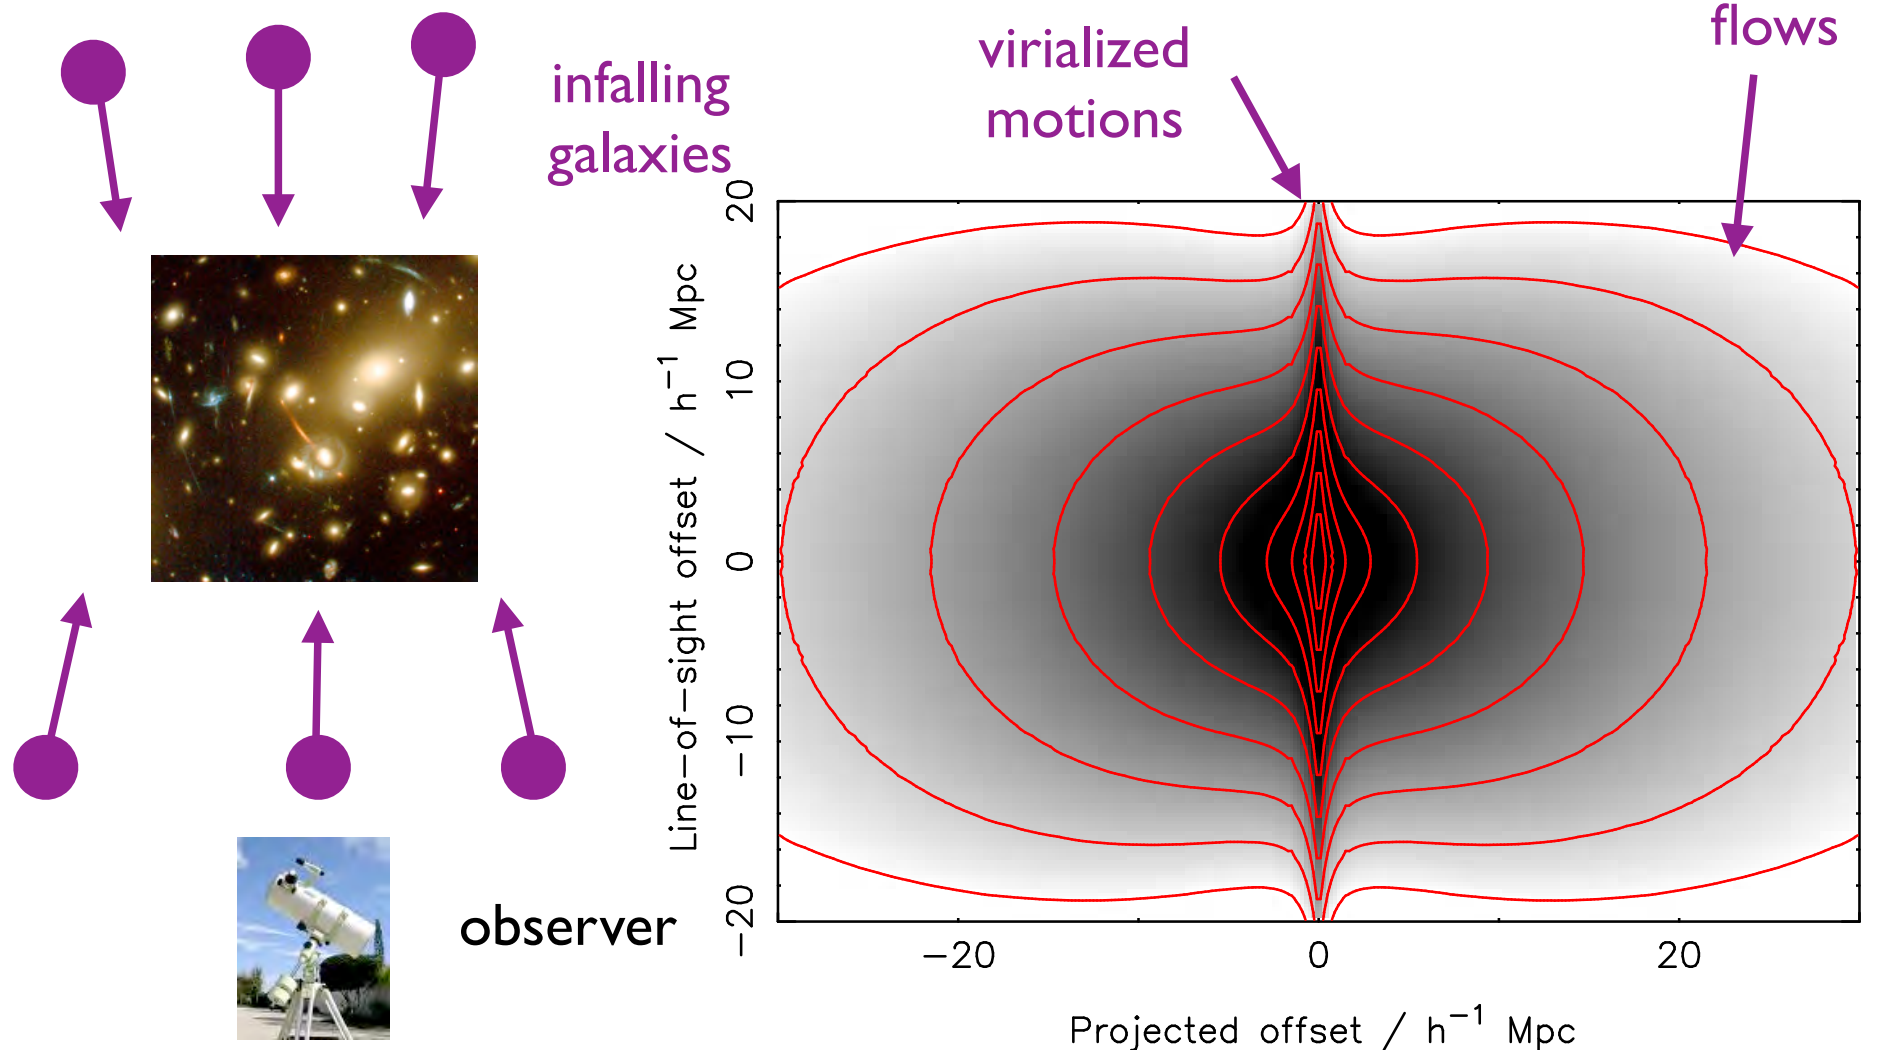 infalling
galaxies
virialized
motions
flows
observer
Line-of-sight offset / h⁻¹ Mpc
20
10
0
-10
-20
-20 0 20
Projected offset / h⁻¹ Mpc